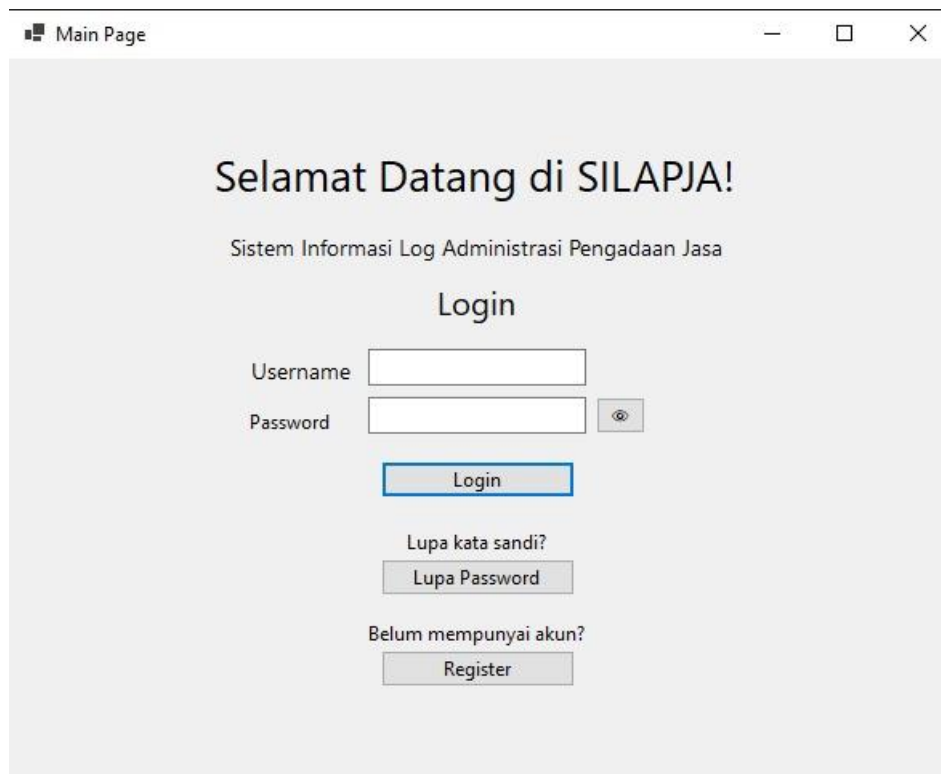 Main Page
Selamat Datang di SILAPJA!
Sistem Informasi Log Administrasi Pengadaan Jasa
Login
Username
Password
Login
Lupa kata sandi?
Lupa Password
Belum mempunyai akun?
Register